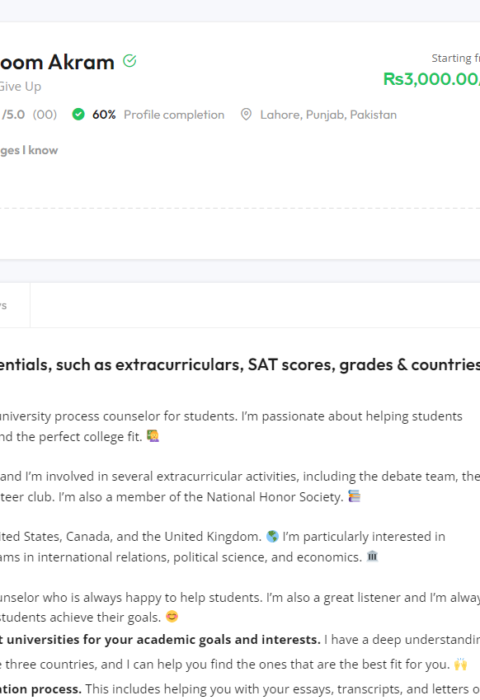 oom Akram
Starting fr
Give Up
₨3,000.00/
/5.0 (00) 60% Profile completion Lahore, Punjab, Pakistan
ges I know
entials, such as extracurriculars, SAT scores, grades & countries
university process counselor for students. I'm passionate about helping students
nd the perfect college fit.
and I'm involved in several extracurricular activities, including the debate team, the
teer club. I'm also a member of the National Honor Society.
ited States, Canada, and the United Kingdom. 🌎 I'm particularly interested in
ams in international relations, political science, and economics. 🏛
unselor who is always happy to help students. I'm also a great listener and I'm alway
students achieve their goals. 😊
t universities for your academic goals and interests. I have a deep understandin
e three countries, and I can help you find the ones that are the best fit for you. 🙌
ation process. This includes helping you with your essays, transcripts, and letters o